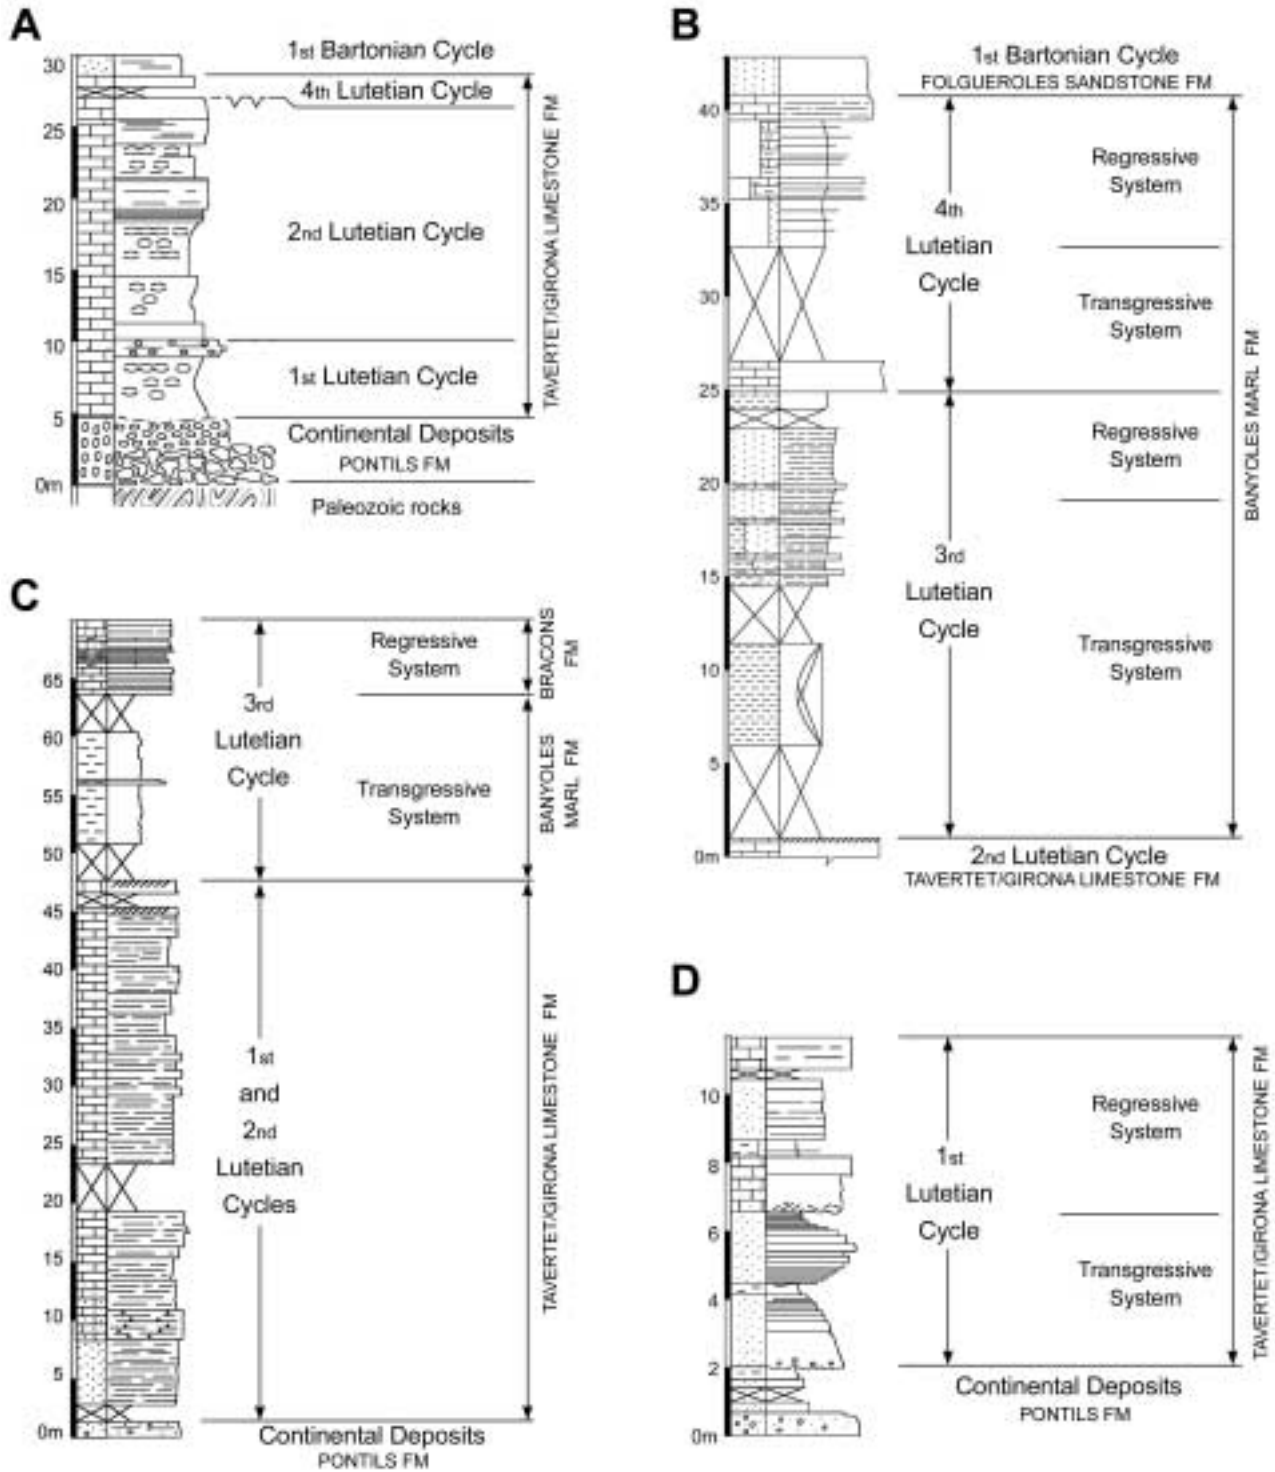 A
30
25
20
15
10
5
0m
1st Bartonian Cycle
4th Lutetian Cycle
2nd Lutetian Cycle
1st Lutetian Cycle
Continental Deposits
PONTILS FM
Paleozoic rocks
TAVERTET/GIRONA LIMESTONE FM
B
40
35
30
25
20
15
10
5
0m
1st Bartonian Cycle
FOLGUEROLES SANDSTONE FM
4th
Lutetian
Cycle
Regressive
System
Transgressive
System
3rd
Lutetian
Cycle
Regressive
System
Transgressive
System
BANYOLES MARL FM
2nd Lutetian Cycle
TAVERTET/GIRONA LIMESTONE FM
C
65
60
55
50
45
40
35
30
25
20
15
10
5
0m
3rd
Lutetian
Cycle
Regressive
System
Transgressive
System
BRACONS
FM
BANYOLES
MARL FM
1st
and
2nd
Lutetian
Cycles
TAVERTET/GIRONA LIMESTONE FM
Continental Deposits
PONTILS FM
D
10
8
6
4
2
0m
1st
Lutetian
Cycle
Regressive
System
Transgressive
System
TAVERTET/GIRONA LIMESTONE FM
Continental Deposits
PONTILS FM